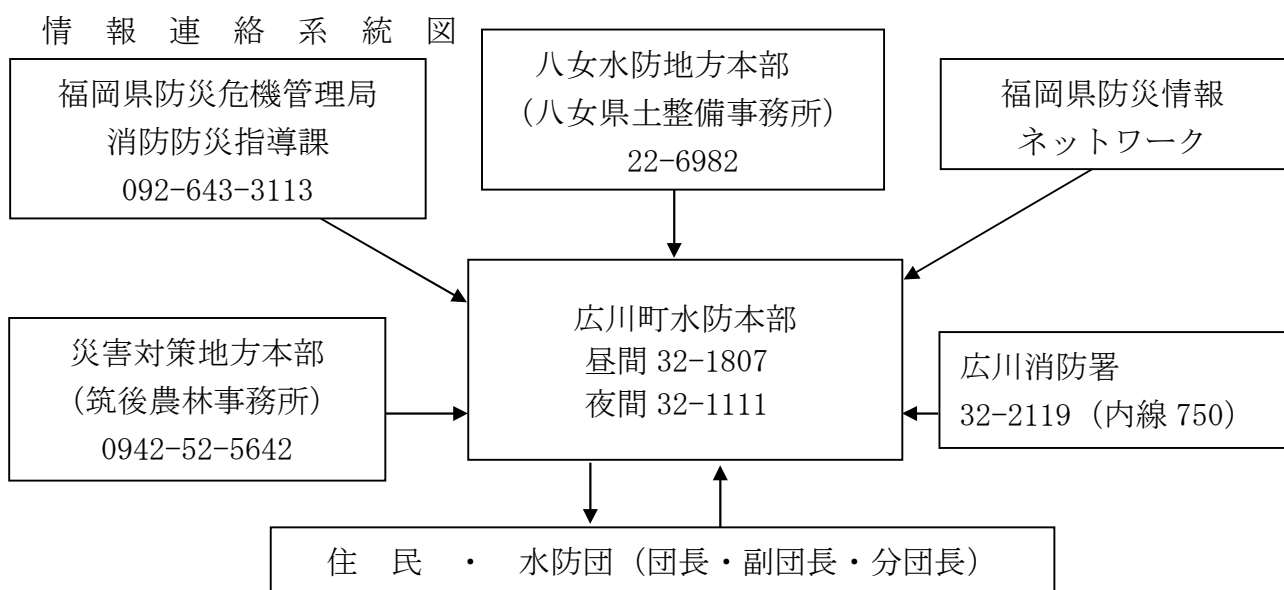 情報連絡系統図
福岡県防災危機管理局
消防防災指導課
092-643-3113
八女水防地方本部
（八女県土整備事務所）
22-6982
福岡県防災情報
ネットワーク
広川町水防本部
昼間 32-1807
夜間 32-1111
災害対策地方本部
（筑後農林事務所）
0942-52-5642
広川消防署
32-2119（内線 750）
住　民　・　水防団（団長・副団長・分団長）